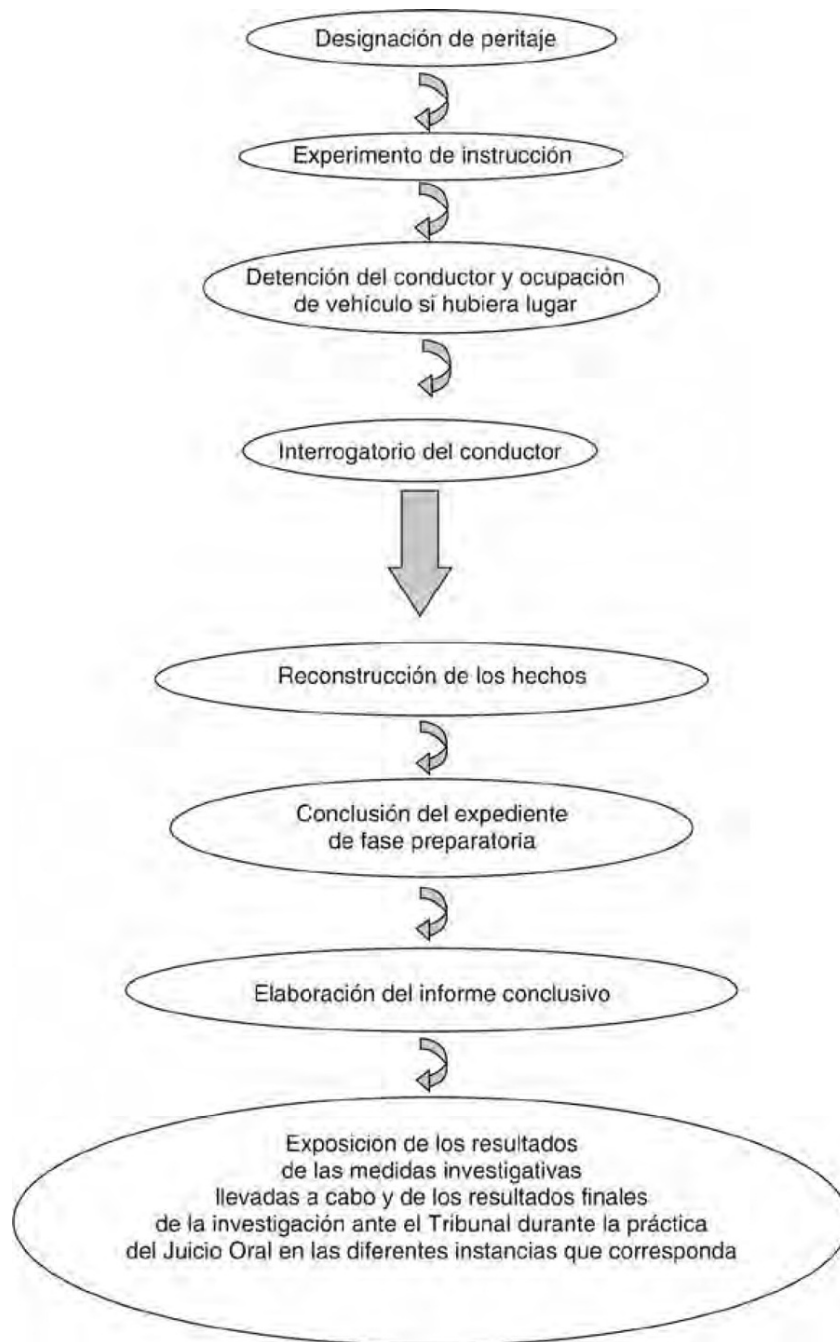 Designación de peritaje
Experimento de instrucción
Detención del conductor y ocupación
de vehículo si hubiera lugar
Interrogatorio del conductor
Reconstrucción de los hechos
Conclusión del expediente
de fase preparatoria
Elaboración del informe conclusivo
Exposición de los resultados
de las medidas investigativas
llevadas a cabo y de los resultados finales
de la investigación ante el Tribunal durante la práctica
del Juicio Oral en las diferentes instancias que corresponda